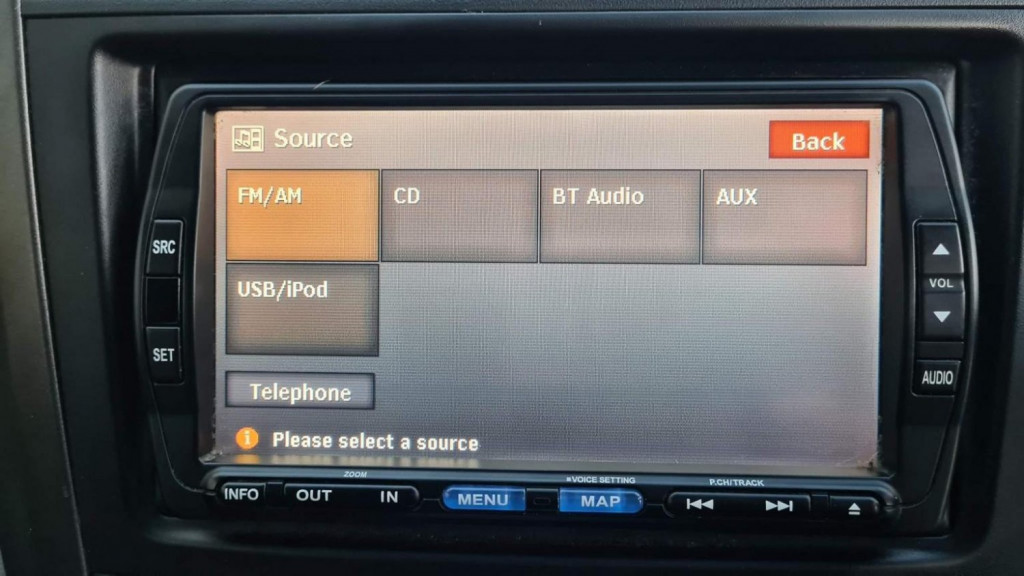 Source
Back
FM/AM
CD
BT Audio
AUX
USB/iPod
Telephone
i Please select a source
SRC
SET
VOL
AUDIO
ZOOM
■VOICE SETTING
P.CH/TRACK
INFO
OUT
IN
MENU
MAP